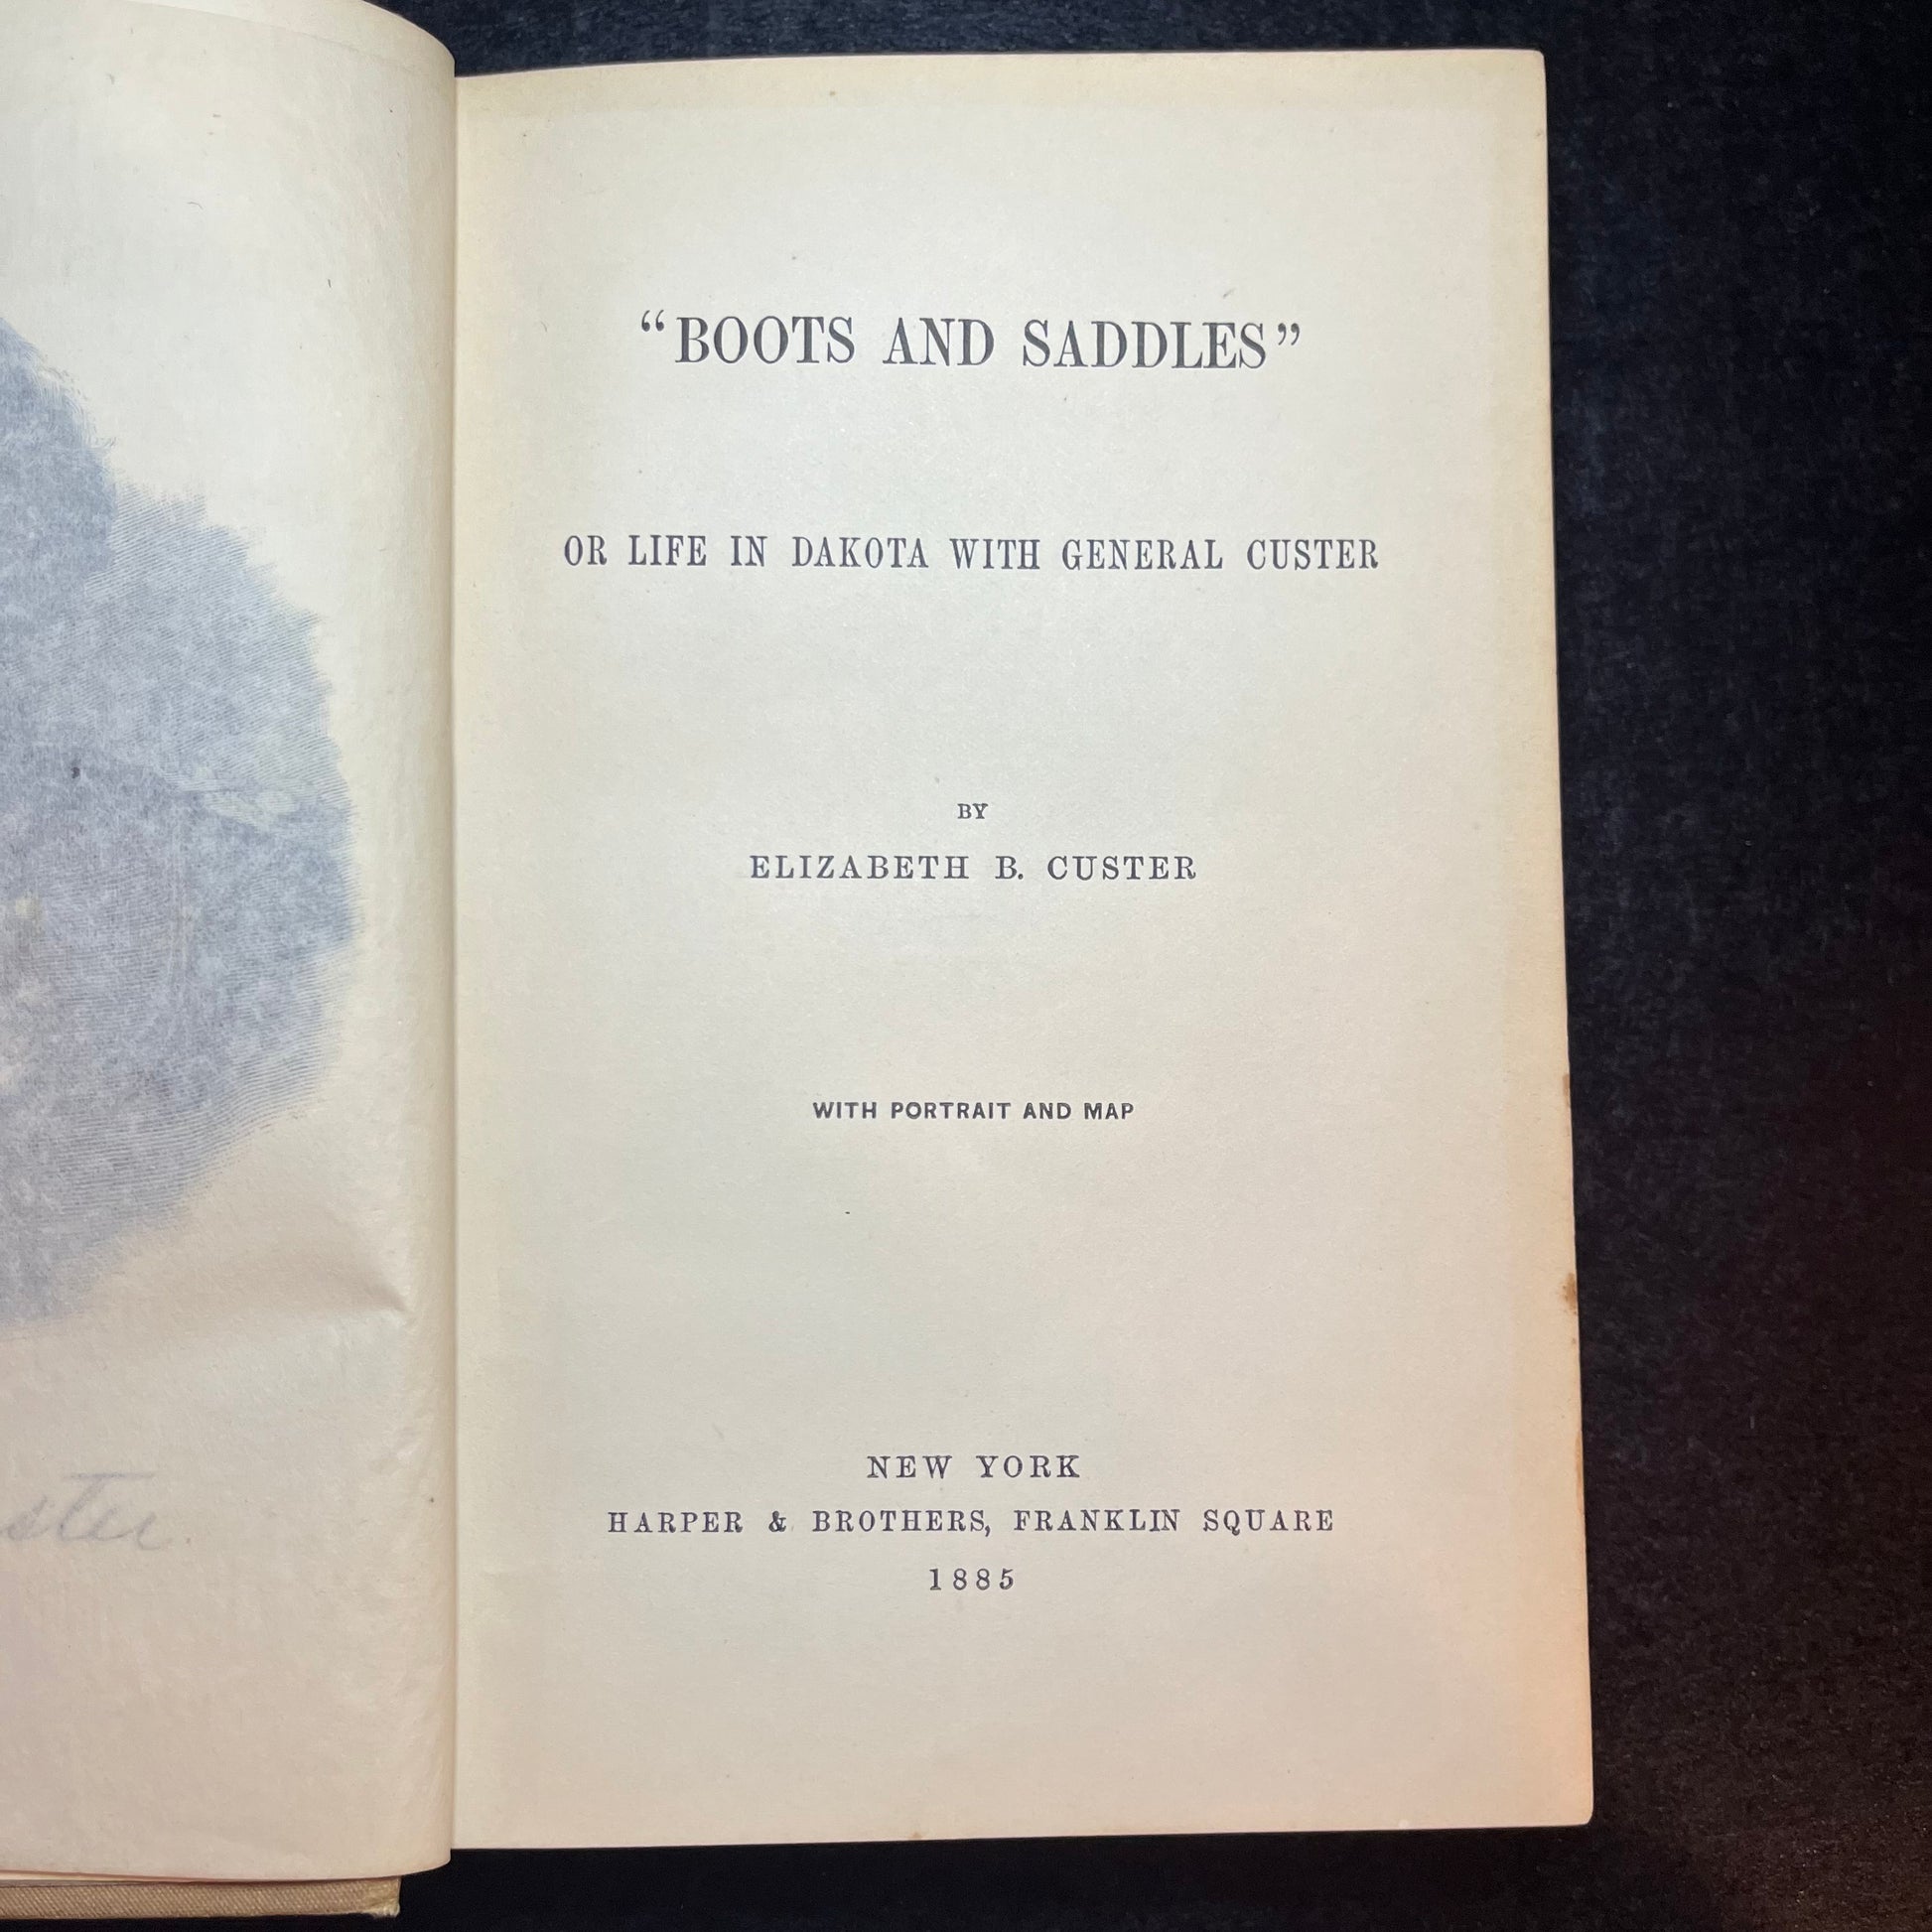 “BOOTS AND SADDLES”
OR LIFE IN DAKOTA WITH GENERAL CUSTER
BY
ELIZABETH B. CUSTER
WITH PORTRAIT AND MAP
NEW YORK
HARPER & BROTHERS, FRANKLIN SQUARE
1885